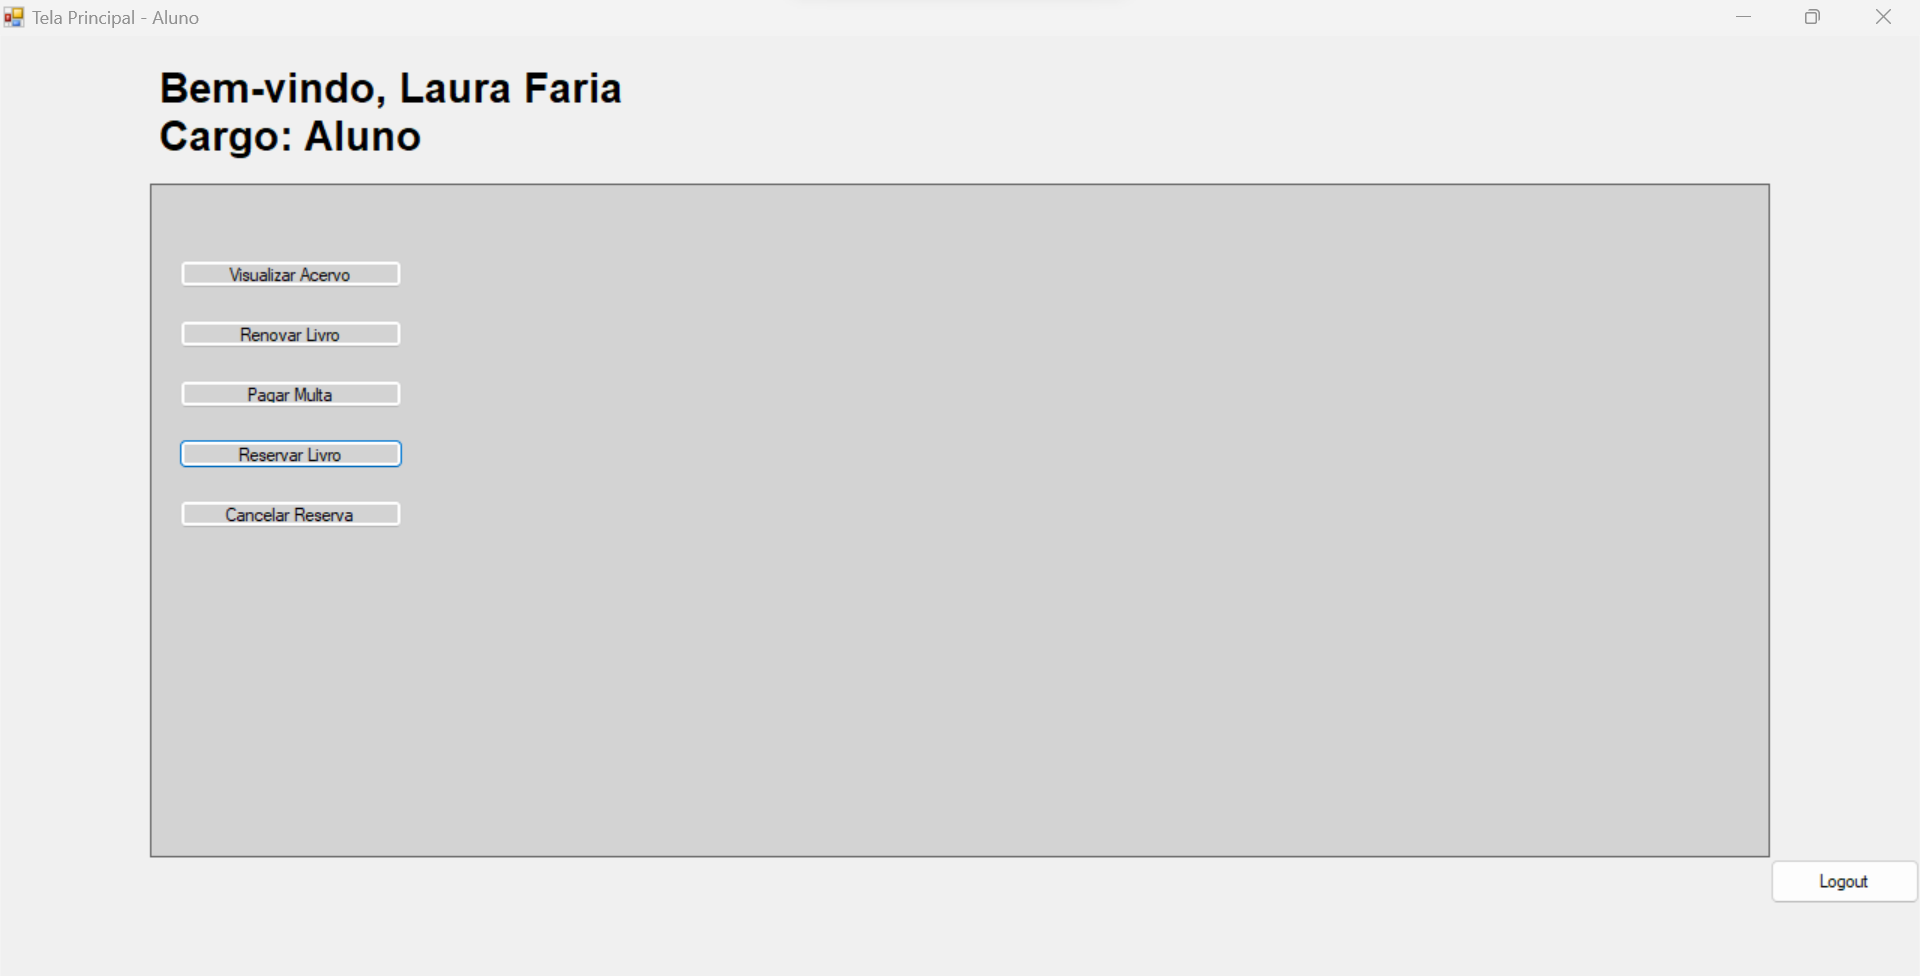 Tela Principal - Aluno
Bem-vindo, Laura Faria
Cargo: Aluno
Visualizar Acervo
Renovar Livro
Pagar Multa
Reservar Livro
Cancelar Reserva
Logout